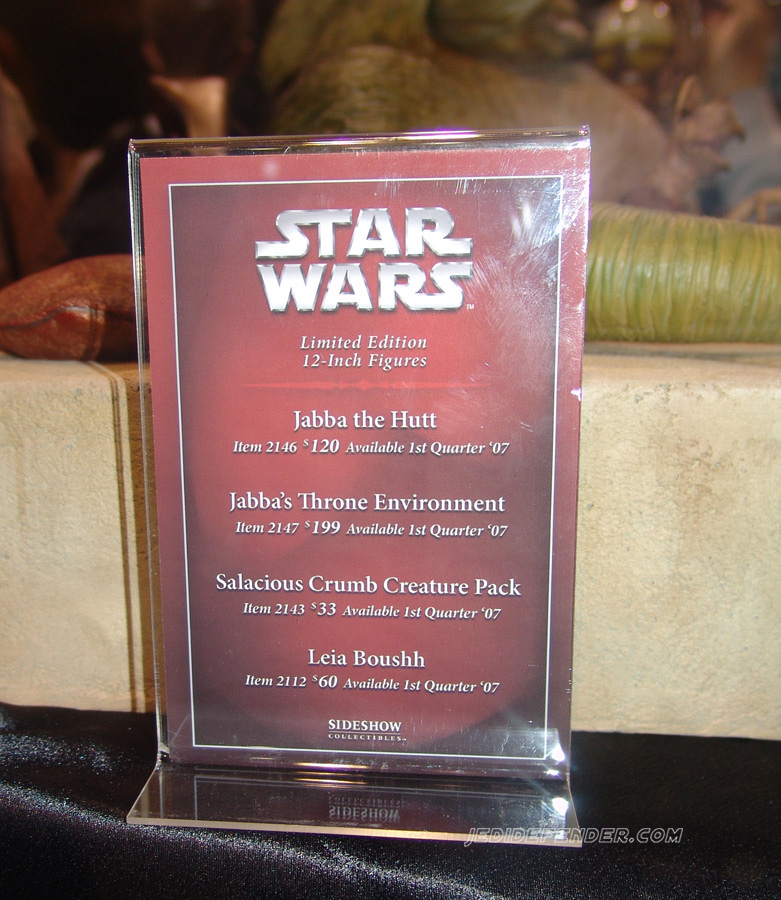 STAR
WARS™
Limited Edition
12-Inch Figures
Jabba the Hutt
Item 2146 $120 Available 1st Quarter ‘07
Jabba’s Throne Environment
Item 2147 $199 Available 1st Quarter ‘07
Salacious Crumb Creature Pack
Item 2143 $33 Available 1st Quarter ‘07
Leia Boushh
Item 2112 $60 Available 1st Quarter ‘07
SIDESHOW
COLLECTIBLES™
JEDIDEFENDER.COM